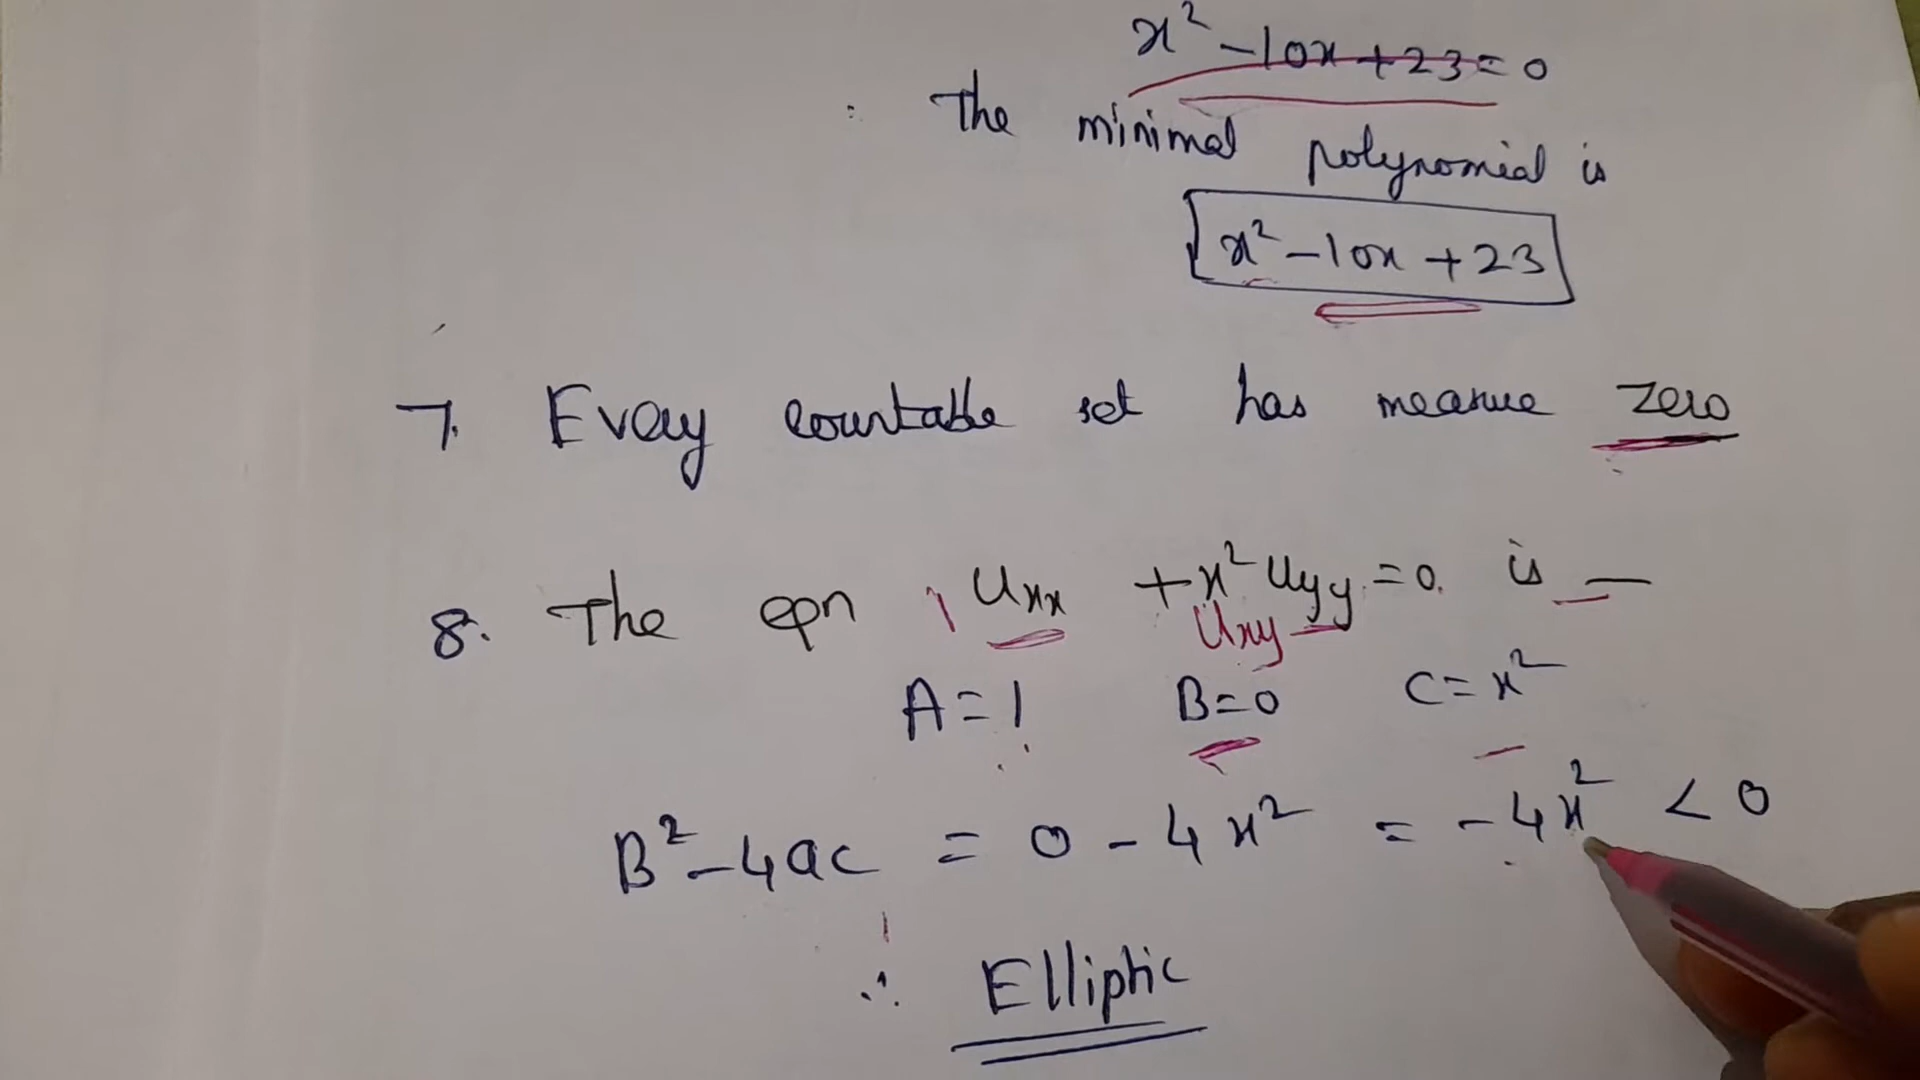 x² - 10x + 23 = 0
∴ The minimal polynomial is
x² - 10x + 23
7. Every countable set has measure zero
8. The eqn 1 Uxx + x² Uyy = 0. is —
Uxy
A = 1 B = 0 C = x²
B² - 4ac = 0 - 4x² = -4x² < 0
∴ Elliptic